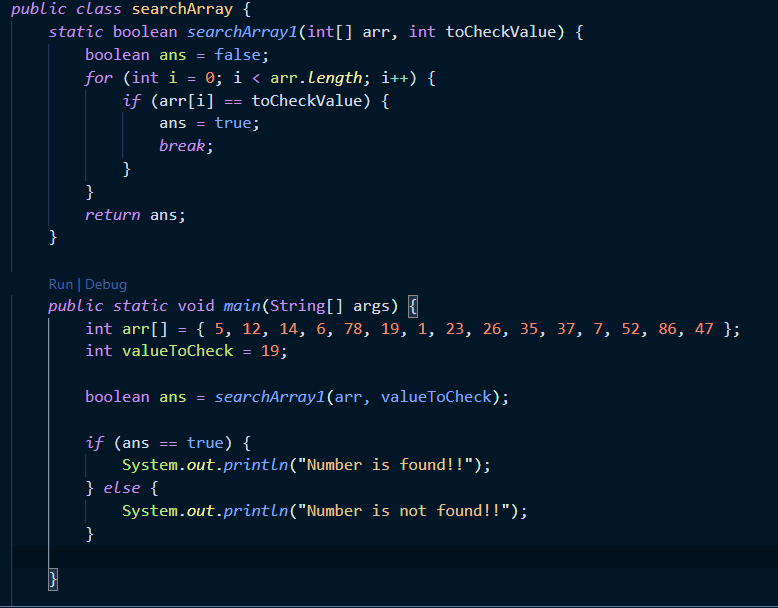 public class searchArray {
    static boolean searchArray1(int[] arr, int toCheckValue) {
        boolean ans = false;
        for (int i = 0; i < arr.length; i++) {
            if (arr[i] == toCheckValue) {
                ans = true;
                break;
            }
        }
        return ans;
    }
    Run | Debug
    public static void main(String[] args) {
        int arr[] = { 5, 12, 14, 6, 78, 19, 1, 23, 26, 35, 37, 7, 52, 86, 47 };
        int valueToCheck = 19;
        boolean ans = searchArray1(arr, valueToCheck);
        if (ans == true) {
            System.out.println("Number is found!!");
        } else {
            System.out.println("Number is not found!!");
        }
    }